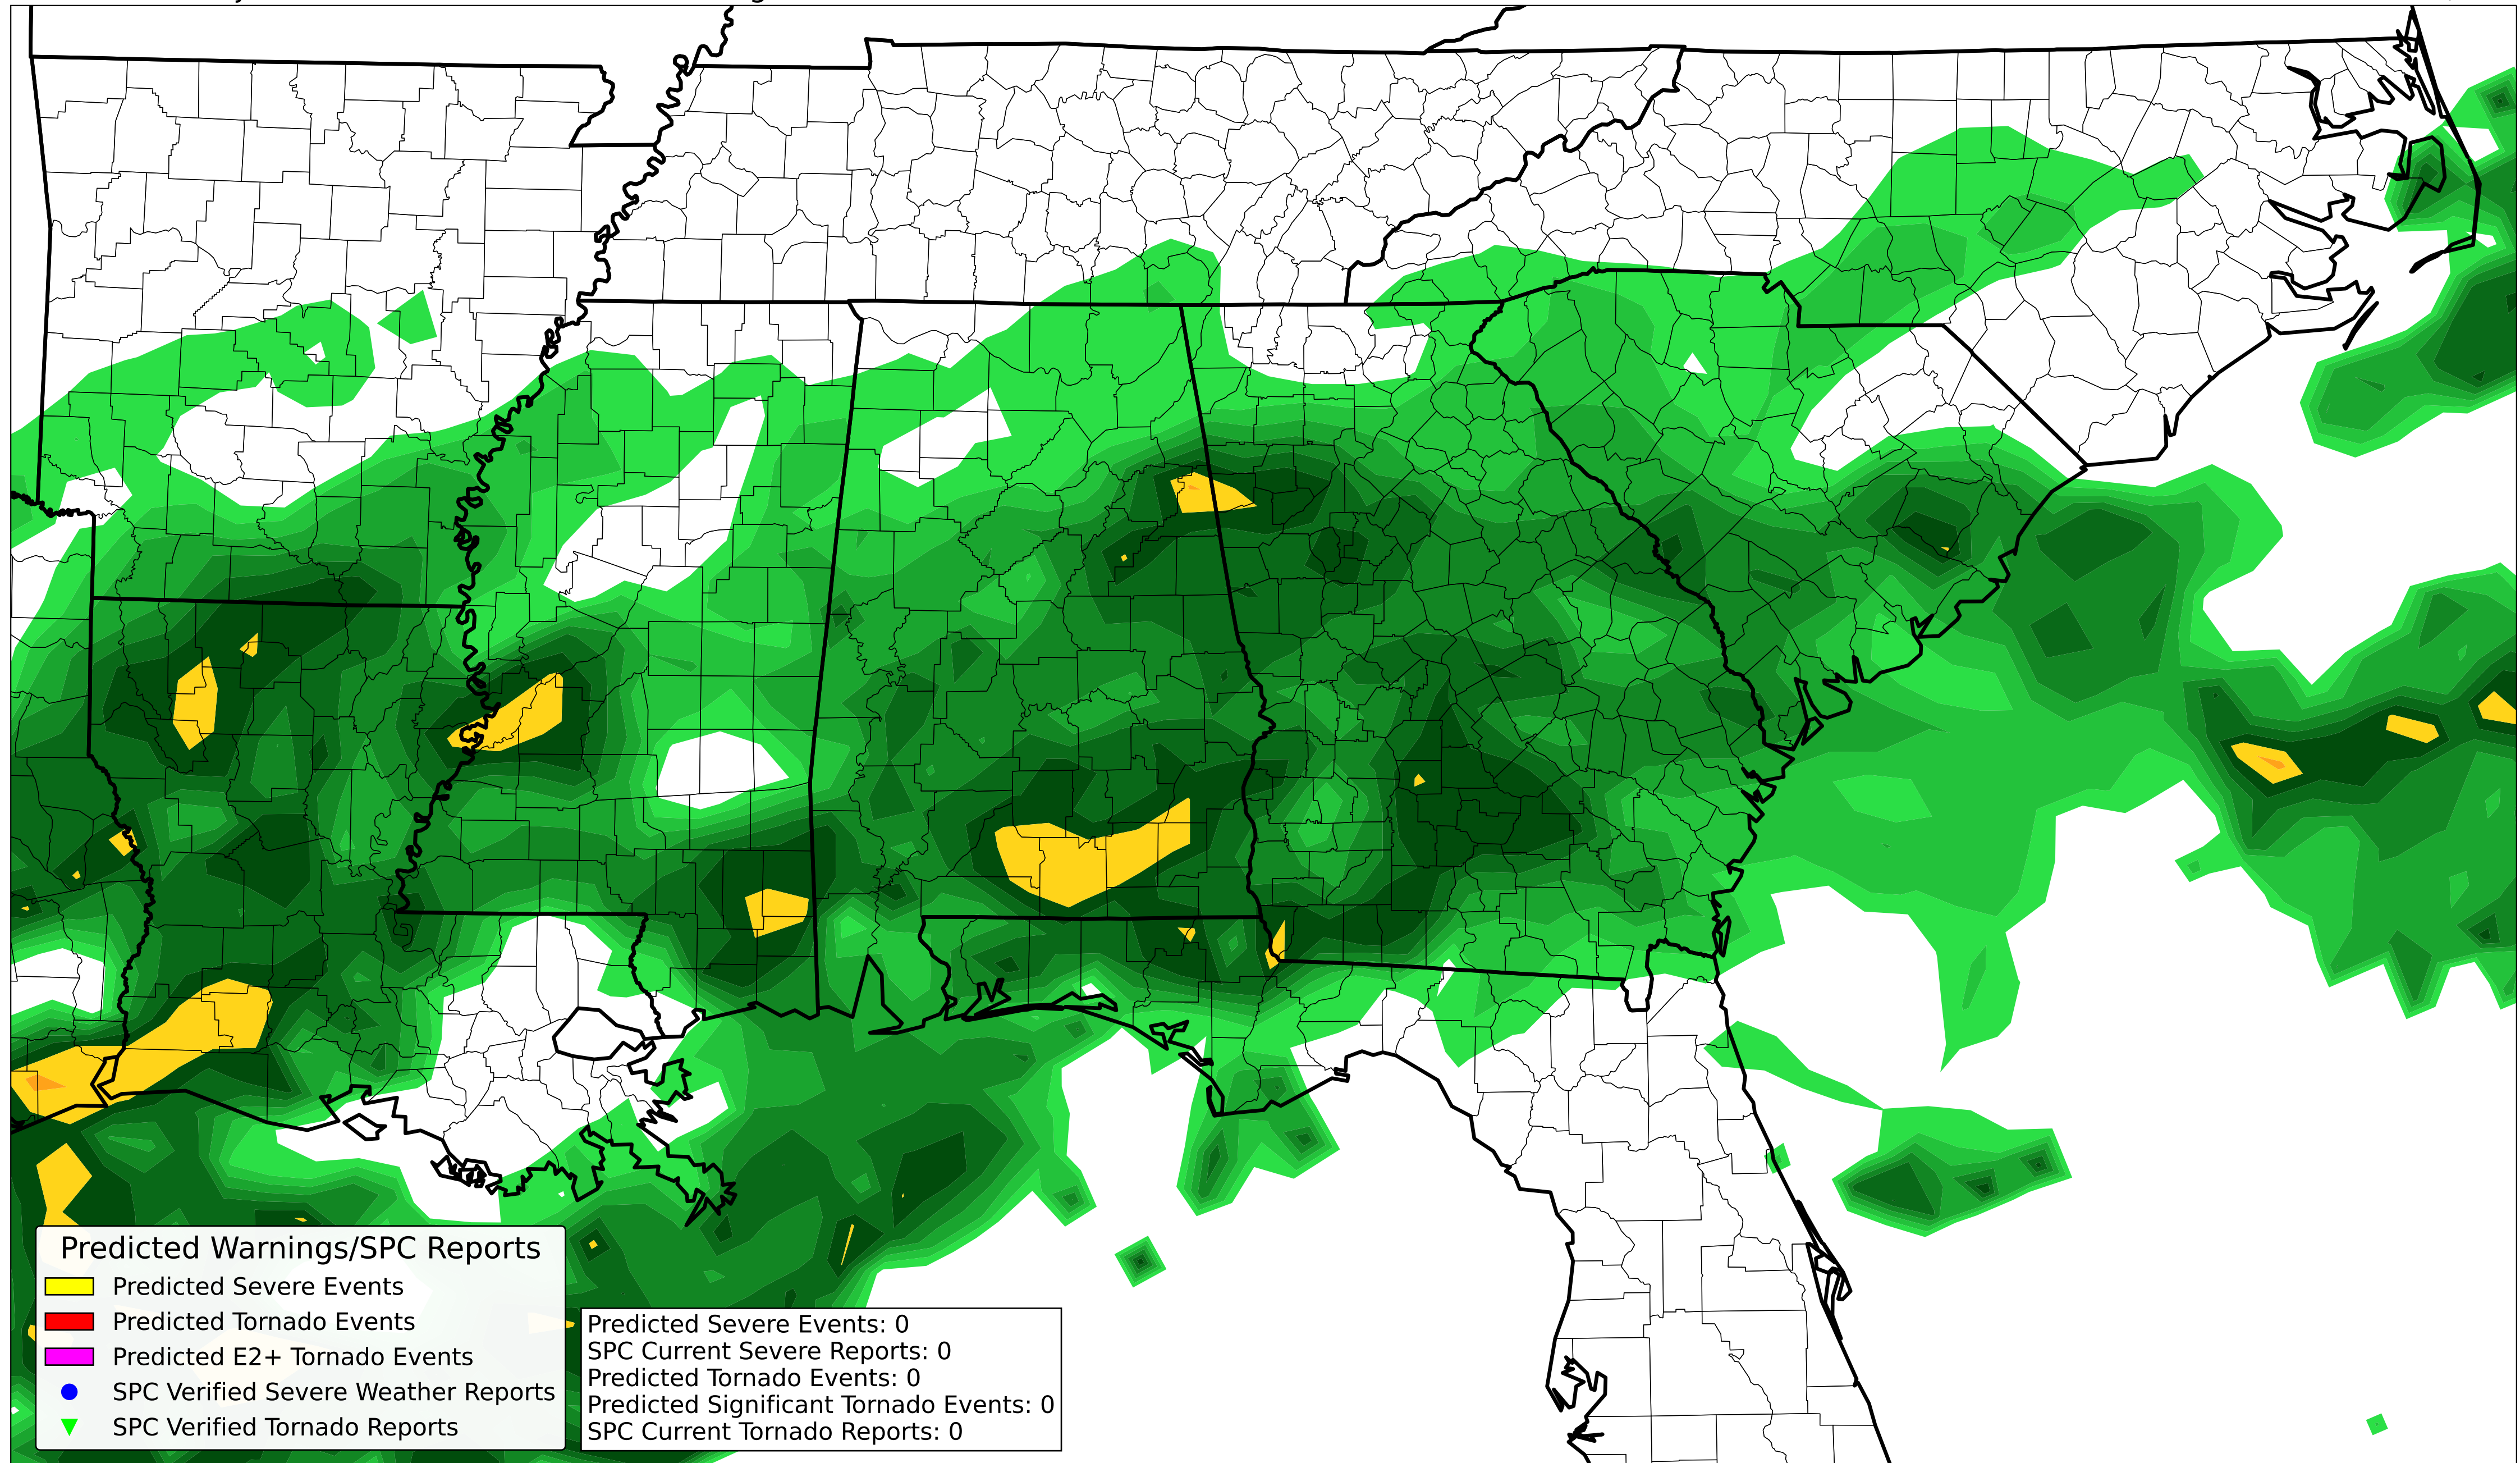 Predicted Warnings/SPC Reports
Predicted Severe Events
Predicted Tornado Events
Predicted E2+ Tornado Events
SPC Verified Severe Weather Reports
SPC Verified Tornado Reports
Predicted Severe Events: 0
SPC Current Severe Reports: 0
Predicted Tornado Events: 0
Predicted Significant Tornado Events: 0
SPC Current Tornado Reports: 0